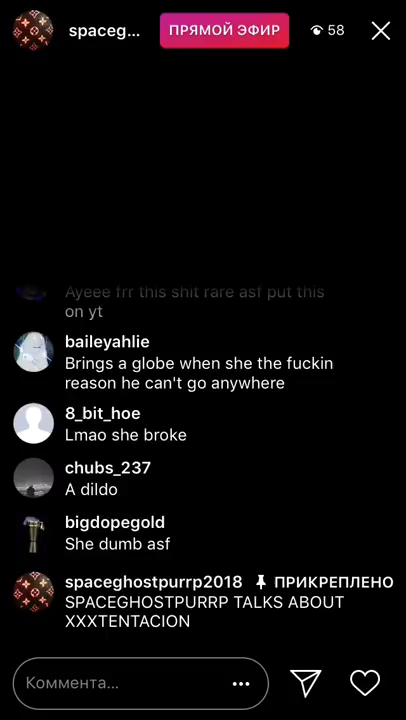 spaceg...
ПРЯМОЙ ЭФИР
58
Ayeee frr this shit rare asf put this
on yt
baileyahlie
Brings a globe when she the fuckin
reason he can't go anywhere
8_bit_hoe
Lmao she broke
chubs_237
A dildo
bigdopegold
She dumb asf
spaceghostpurrp2018 ПРИКРЕПЛЕНО
SPACEGHOSTPURRP TALKS ABOUT
XXXTENTACION
Коммента...